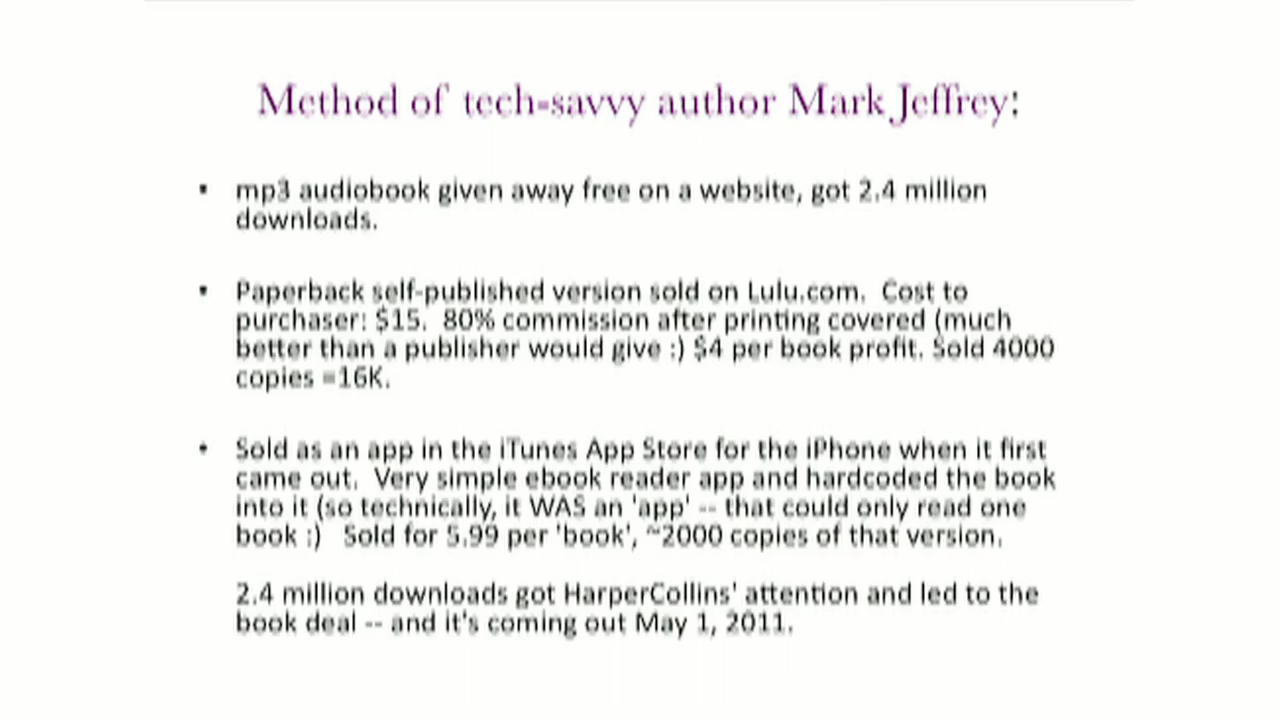 Method of tech-savvy author Mark Jeffrey:
• mp3 audiobook given away free on a website, got 2.4 million
downloads.
• Paperback self-published version sold on Lulu.com.  Cost to
purchaser: $15.  80% commission after printing covered (much
better than a publisher would give :) $4 per book profit. Sold 4000
copies =16K.
• Sold as an app in the iTunes App Store for the iPhone when it first
came out.  Very simple ebook reader app and hardcoded the book
into it (so technically, it WAS an 'app' -- that could only read one
book :)   Sold for 5.99 per 'book', ~2000 copies of that version.
2.4 million downloads got HarperCollins' attention and led to the
book deal -- and it's coming out May 1, 2011.